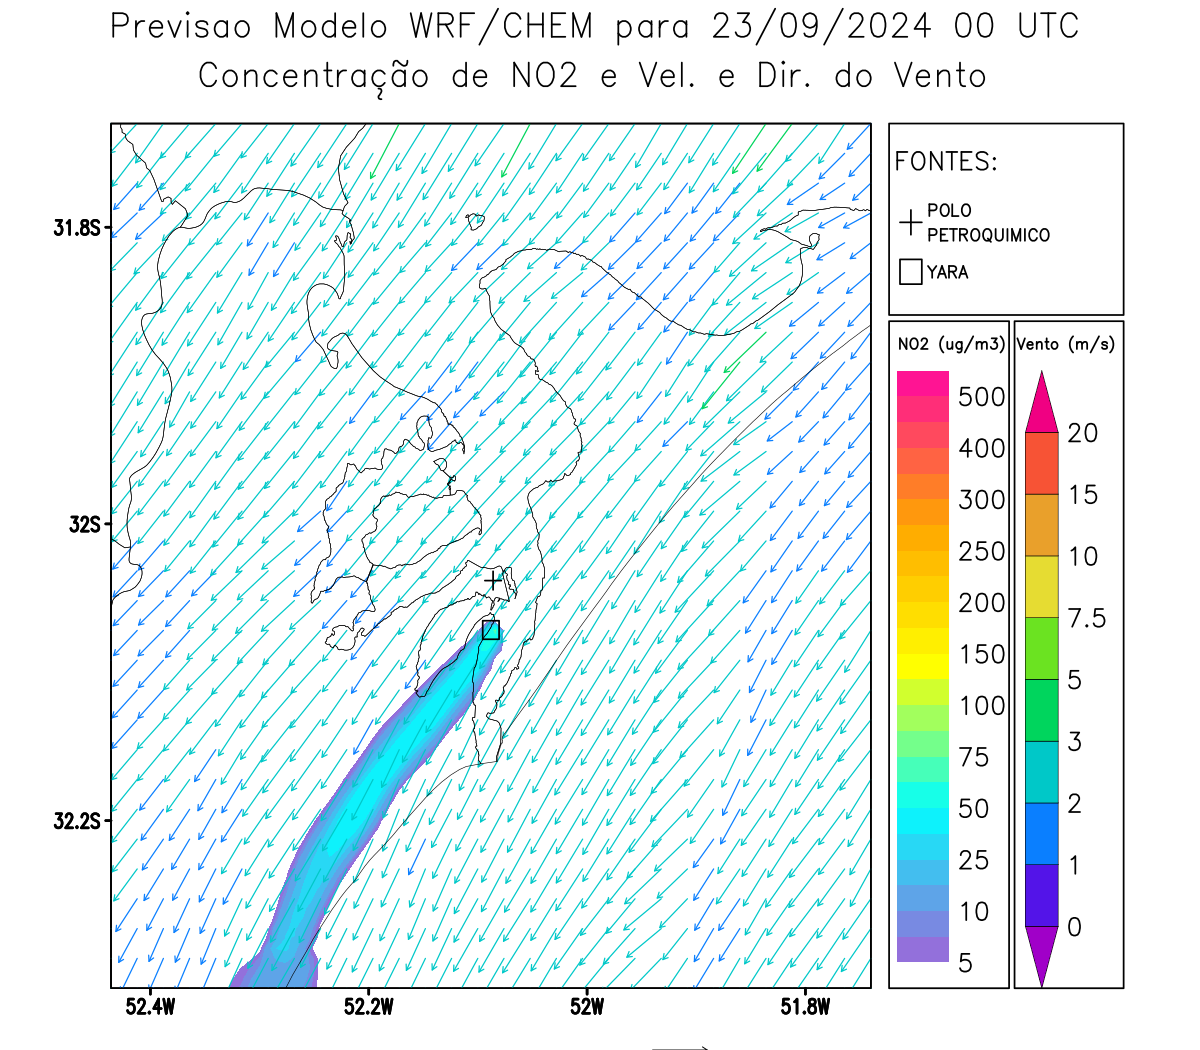 Previsao Modelo WRF/CHEM para 23/09/2024 00 UTC
Concentração de NO2 e Vel. e Dir. do Vento
FONTES:
POLO
PETROQUIMICO
YARA
NO2 (ug/m3)
500
400
300
250
200
150
100
75
50
25
10
5
Vento (m/s)
20
15
10
7.5
5
3
2
1
0
31.8S
32S
32.2S
52.4W
52.2W
52W
51.8W